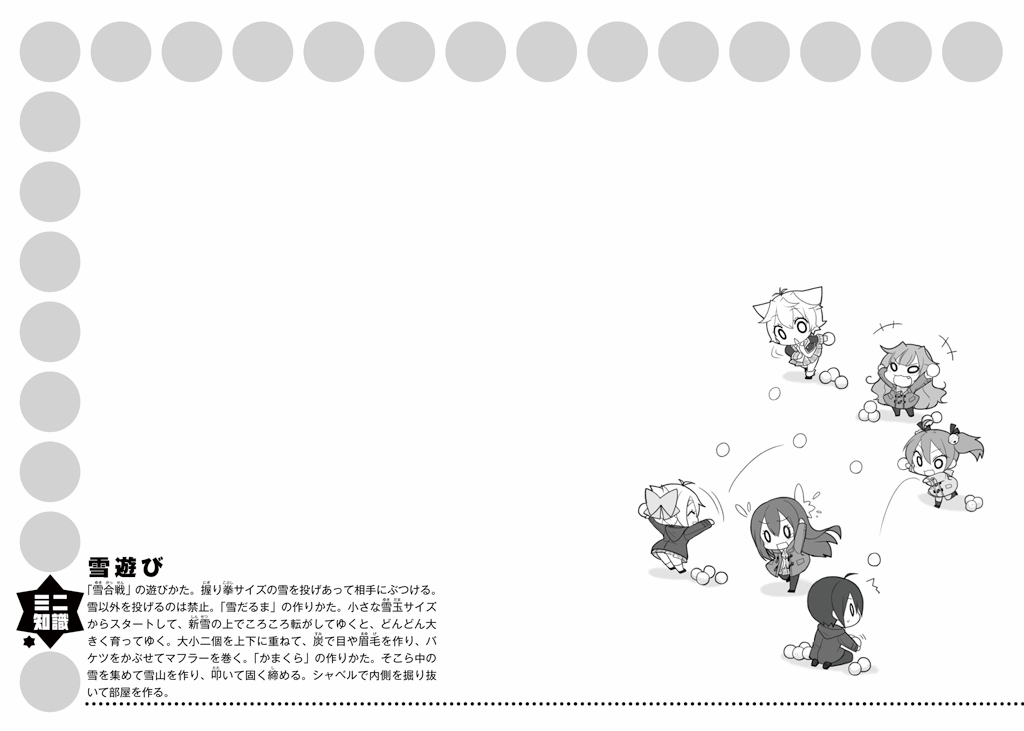 雪遊び
ミニ
知識
「雪合戦」の遊びかた。握り拳サイズの雪を投げあって相手にぶつける。
雪以外を投げるのは禁止。「雪だるま」の作りかた。小さな雪玉サイズ
からスタートして、新雪の上でころころ転がしてゆくと、どんどん大
きく育ってゆく。大小二個を上下に重ねて、炭で目や眉毛を作り、バ
ケツをかぶせてマフラーを巻く。「かまくら」の作りかた。そこら中の
雪を集めて雪山を作り、叩いて固く締める。シャベルで内側を掘り抜
いて部屋を作る。